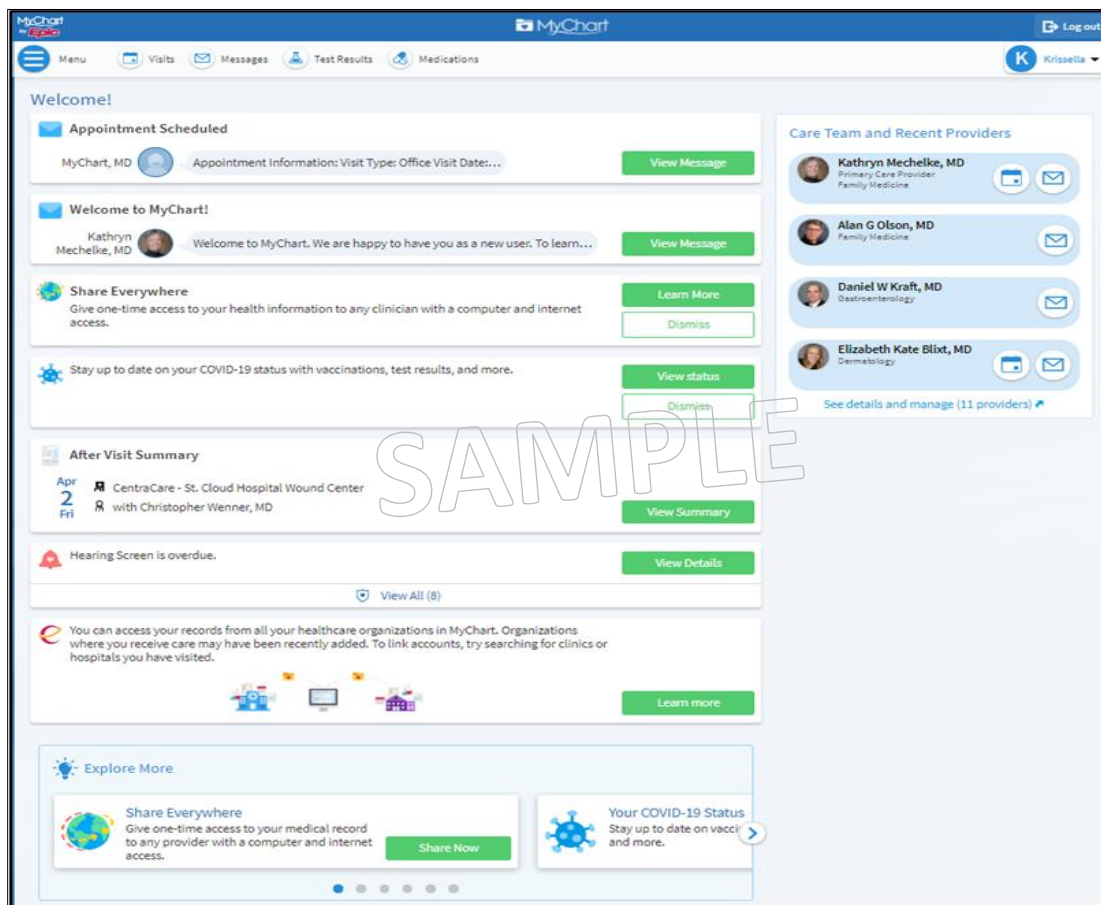 MyChart
by Epic
MyChart
Log out
Menu
Visits
Messages
Test Results
Medications
K
Krissella
Welcome!
Appointment Scheduled
MyChart, MD
Appointment Information: Visit Type: Office Visit Date:...
View Message
Welcome to MyChart!
Kathryn
Mechelke, MD
Welcome to MyChart. We are happy to have you as a new user. To learn...
View Message
Share Everywhere
Give one-time access to your health information to any clinician with a computer and internet
access.
Learn More
Dismiss
Stay up to date on your COVID-19 status with vaccinations, test results, and more.
View status
Dismiss
After Visit Summary
Apr
2
Fri
CentraCare - St. Cloud Hospital Wound Center
with Christopher Wenner, MD
View Summary
Hearing Screen is overdue.
View Details
View All (8)
You can access your records from all your healthcare organizations in MyChart. Organizations
where you receive care may have been recently added. To link accounts, try searching for clinics or
hospitals you have visited.
Learn more
Explore More
Share Everywhere
Give one-time access to your medical record
to any provider with a computer and internet
access.
Share Now
Your COVID-19 Status
Stay up to date on vacci
and more.
Care Team and Recent Providers
Kathryn Mechelke, MD
Primary Care Provider
Family Medicine
Alan G Olson, MD
Family Medicine
Daniel W Kraft, MD
Gastroenterology
Elizabeth Kate Blixt, MD
Dermatology
See details and manage (11 providers)
SAMPLE